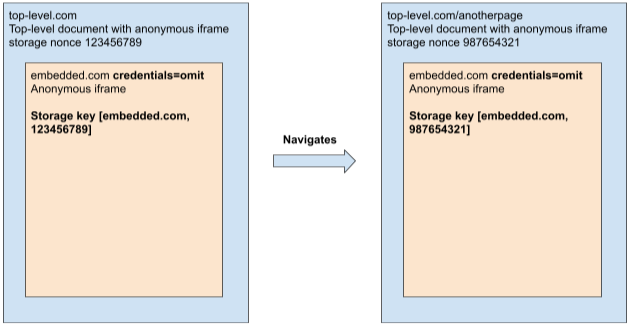 top-level.com
Top-level document with anonymous iframe
storage nonce 123456789
embedded.com credentials=omit
Anonymous iframe
Storage key [embedded.com,
123456789]
Navigates
top-level.com/anotherpage
Top-level document with anonymous iframe
storage nonce 987654321
embedded.com credentials=omit
Anonymous iframe
Storage key [embedded.com,
987654321]